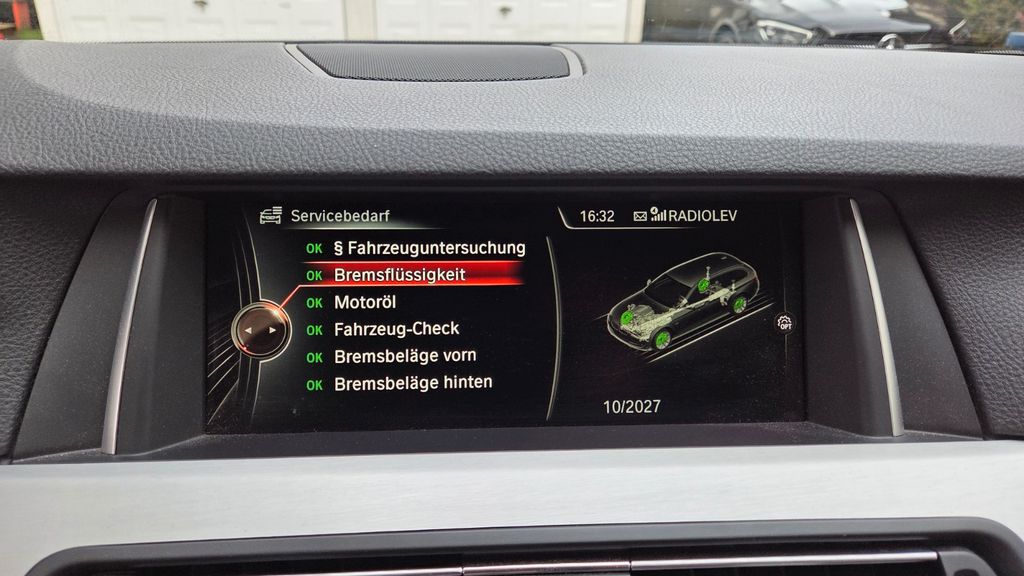 Servicebedarf
16:32 RADIOLEV
OK § Fahrzeuguntersuchung
OK Bremsflüssigkeit
OK Motoröl
OK Fahrzeug-Check
OK Bremsbeläge vorn
OK Bremsbeläge hinten
OPT
10/2027